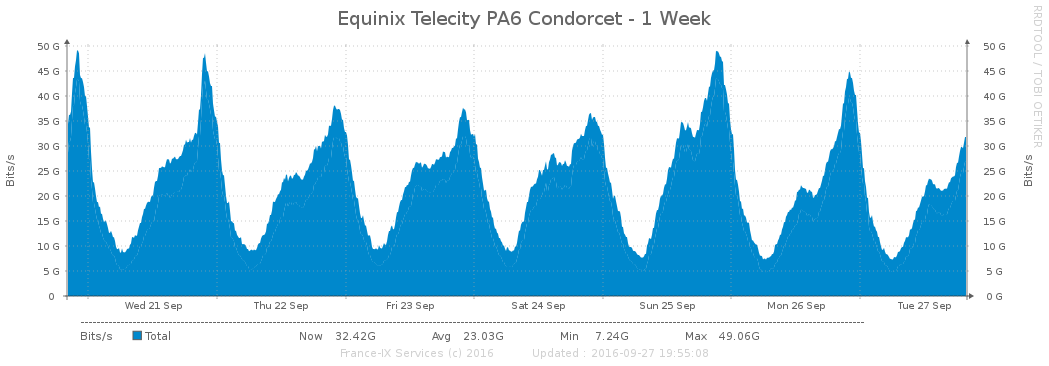 Equinix Telecity PA6 Condorcet - 1 Week
RRDTOOL / TOBI OETIKER
Bits/s
50 G
45 G
40 G
35 G
30 G
25 G
20 G
15 G
10 G
5 G
0
50 G
45 G
40 G
35 G
30 G
25 G
20 G
15 G
10 G
5 G
0 G
Bits/s
Wed 21 Sep Thu 22 Sep Fri 23 Sep Sat 24 Sep Sun 25 Sep Mon 26 Sep Tue 27 Sep
Bits/s Total Now 32.42G Avg 23.03G Min 7.24G Max 49.06G
France-IX Services (c) 2016 Updated : 2016-09-27 19:55:08